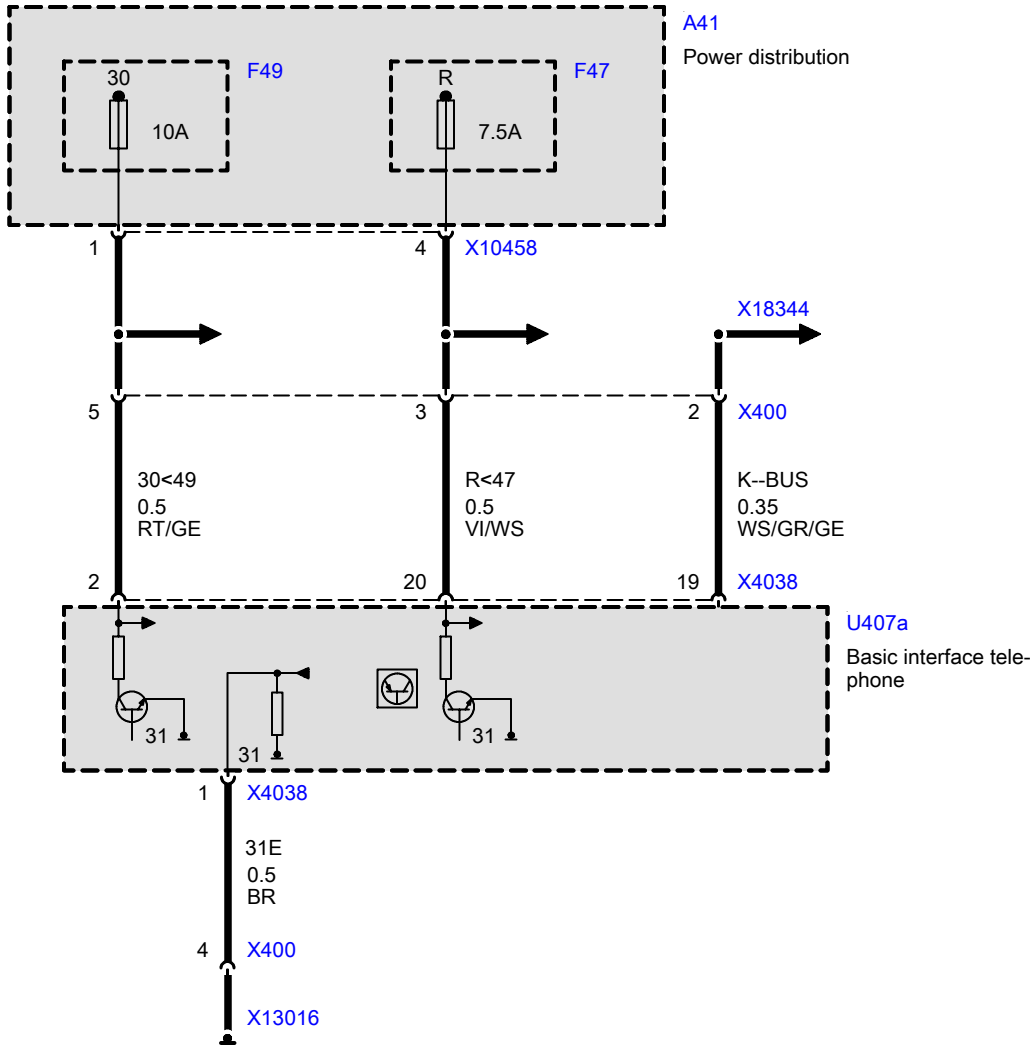 A41
Power distribution
30
F49
R
F47
10A
7.5A
1
4
X10458
X18344
5
3
2
X400
30<49
0.5
RT/GE
R<47
0.5
VI/WS
K--BUS
0.35
WS/GR/GE
2
20
19
X4038
U407a
Basic interface tele-
phone
31
31
31
1
X4038
31E
0.5
BR
4
X400
X13016